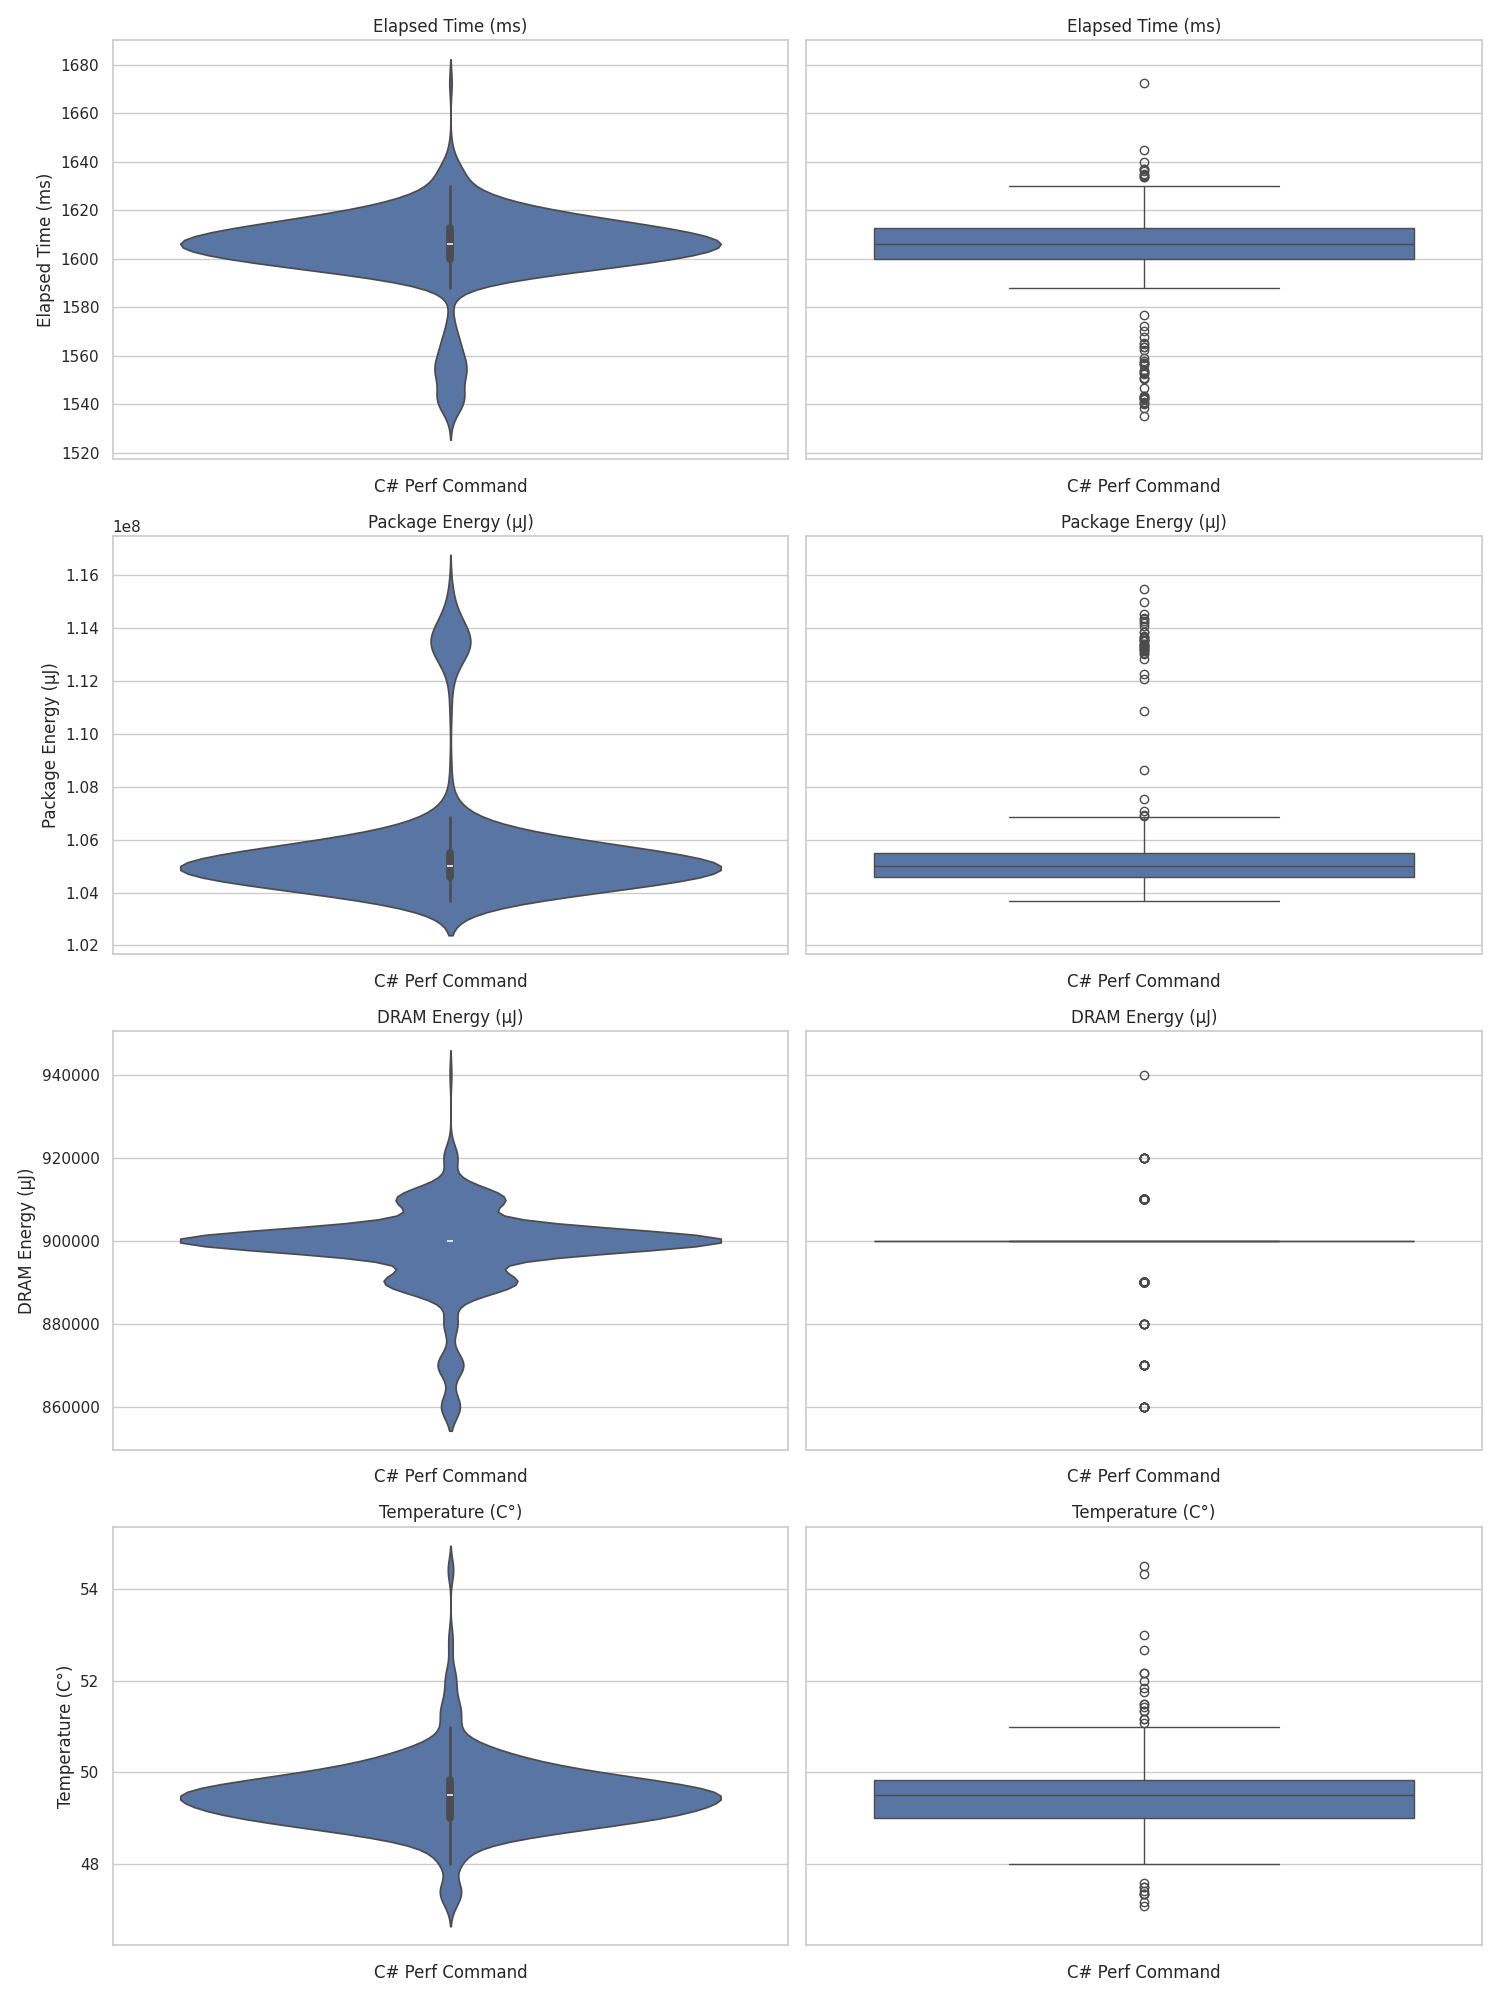 Elapsed Time (ms)
Elapsed Time (ms)
Elapsed Time (ms)
1680
1660
1640
1620
1600
1580
1560
1540
1520
C# Perf Command
C# Perf Command
Package Energy (µJ)
Package Energy (µJ)
1e8
Package Energy (µJ)
1.16
1.14
1.12
1.10
1.08
1.06
1.04
1.02
C# Perf Command
C# Perf Command
DRAM Energy (µJ)
DRAM Energy (µJ)
DRAM Energy (µJ)
940000
920000
900000
880000
860000
C# Perf Command
C# Perf Command
Temperature (C°)
Temperature (C°)
Temperature (C°)
54
52
50
48
C# Perf Command
C# Perf Command